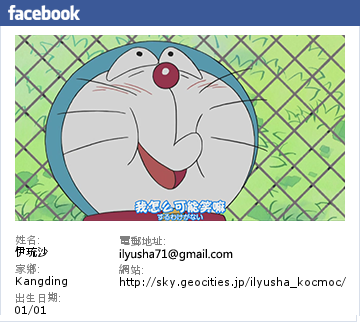 facebook
我怎么可能笑嘛
するわけがない
姓名:
伊琉沙
電郵地址:
ilyusha71@gmail.com
家鄉:
Kangding
網站:
http://sky.geocities.jp/ilyusha_kocmoc/
出生日期:
01/01